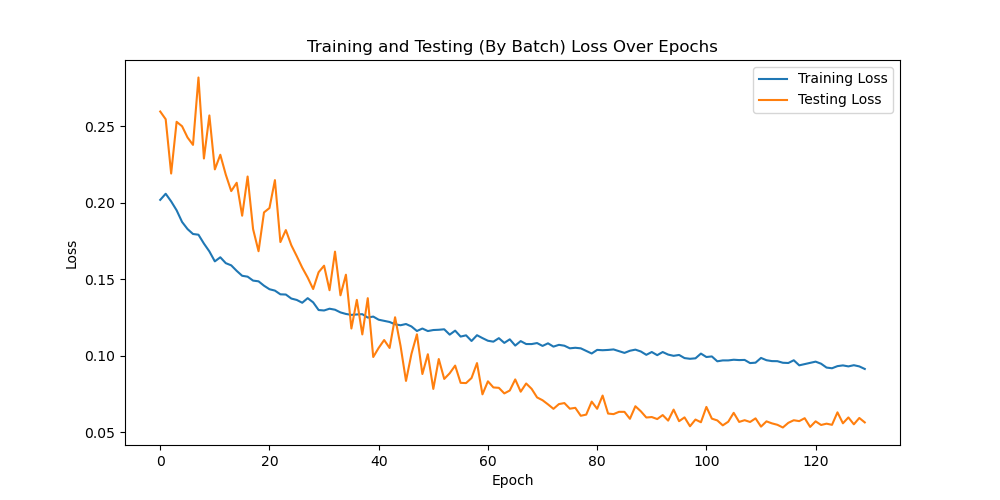 Training and Testing (By Batch) Loss Over Epochs
Training Loss
Testing Loss
0.25
0.20
0.15
0.10
0.05
Loss
0 20 40 60 80 100 120
Epoch